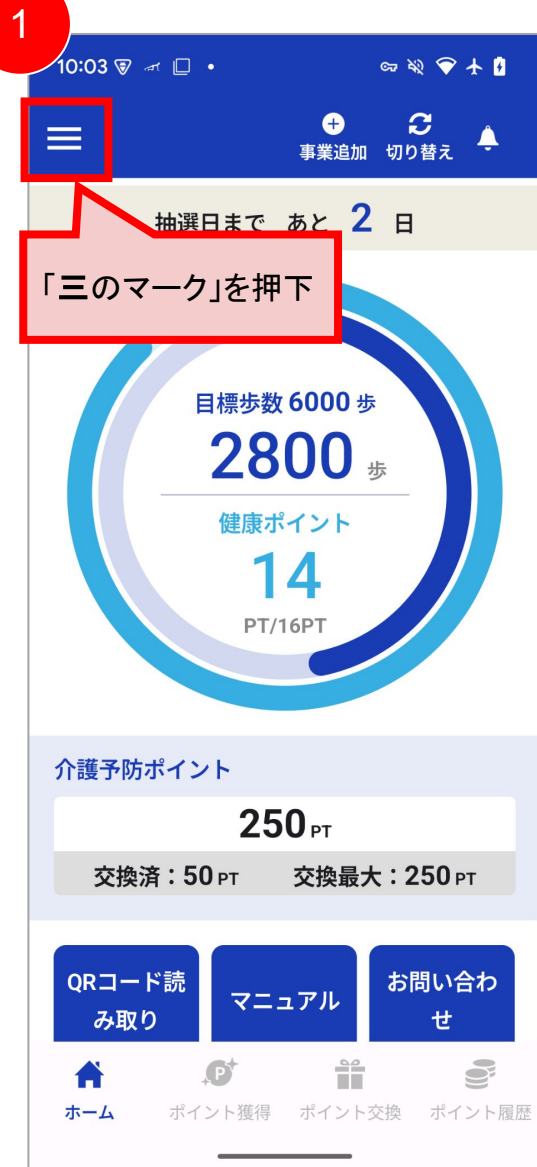 1
10:03
事業追加 切り替え
抽選日まで あと 2 日
「三のマーク」を押下
目標歩数 6000 歩
2800 歩
健康ポイント
14
PT/16PT
介護予防ポイント
250 PT
交換済：50 PT 交換最大：250 PT
QRコード読
み取り
マニュアル
お問い合わ
せ
ホーム ポイント獲得 ポイント交換 ポイント履歴